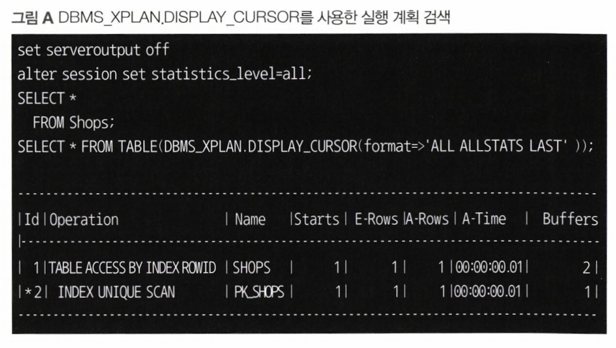 그림 A DBMS_XPLAN.DISPLAY_CURSOR를 사용한 실행 계획 검색
set serveroutput off
alter session set statistics_level=all;
SELECT *
FROM Shops;
SELECT * FROM TABLE(DBMS_XPLAN.DISPLAY_CURSOR(format=>'ALL ALLSTATS LAST' ));
--------------------------------------------------------------------------------
|Id|Operation | Name |Starts| E-Rows |A-Rows | A-Time | Buffers
|-------------------------------------------------------------------------------
| 1|TABLE ACCESS BY INDEX ROWID | SHOPS | 1| 1| 1|00:00:00.01| 2|
|*2| INDEX UNIQUE SCAN | PK_SHOPS | 1| 1| 1|00:00:00.01| 1|
--------------------------------------------------------------------------------